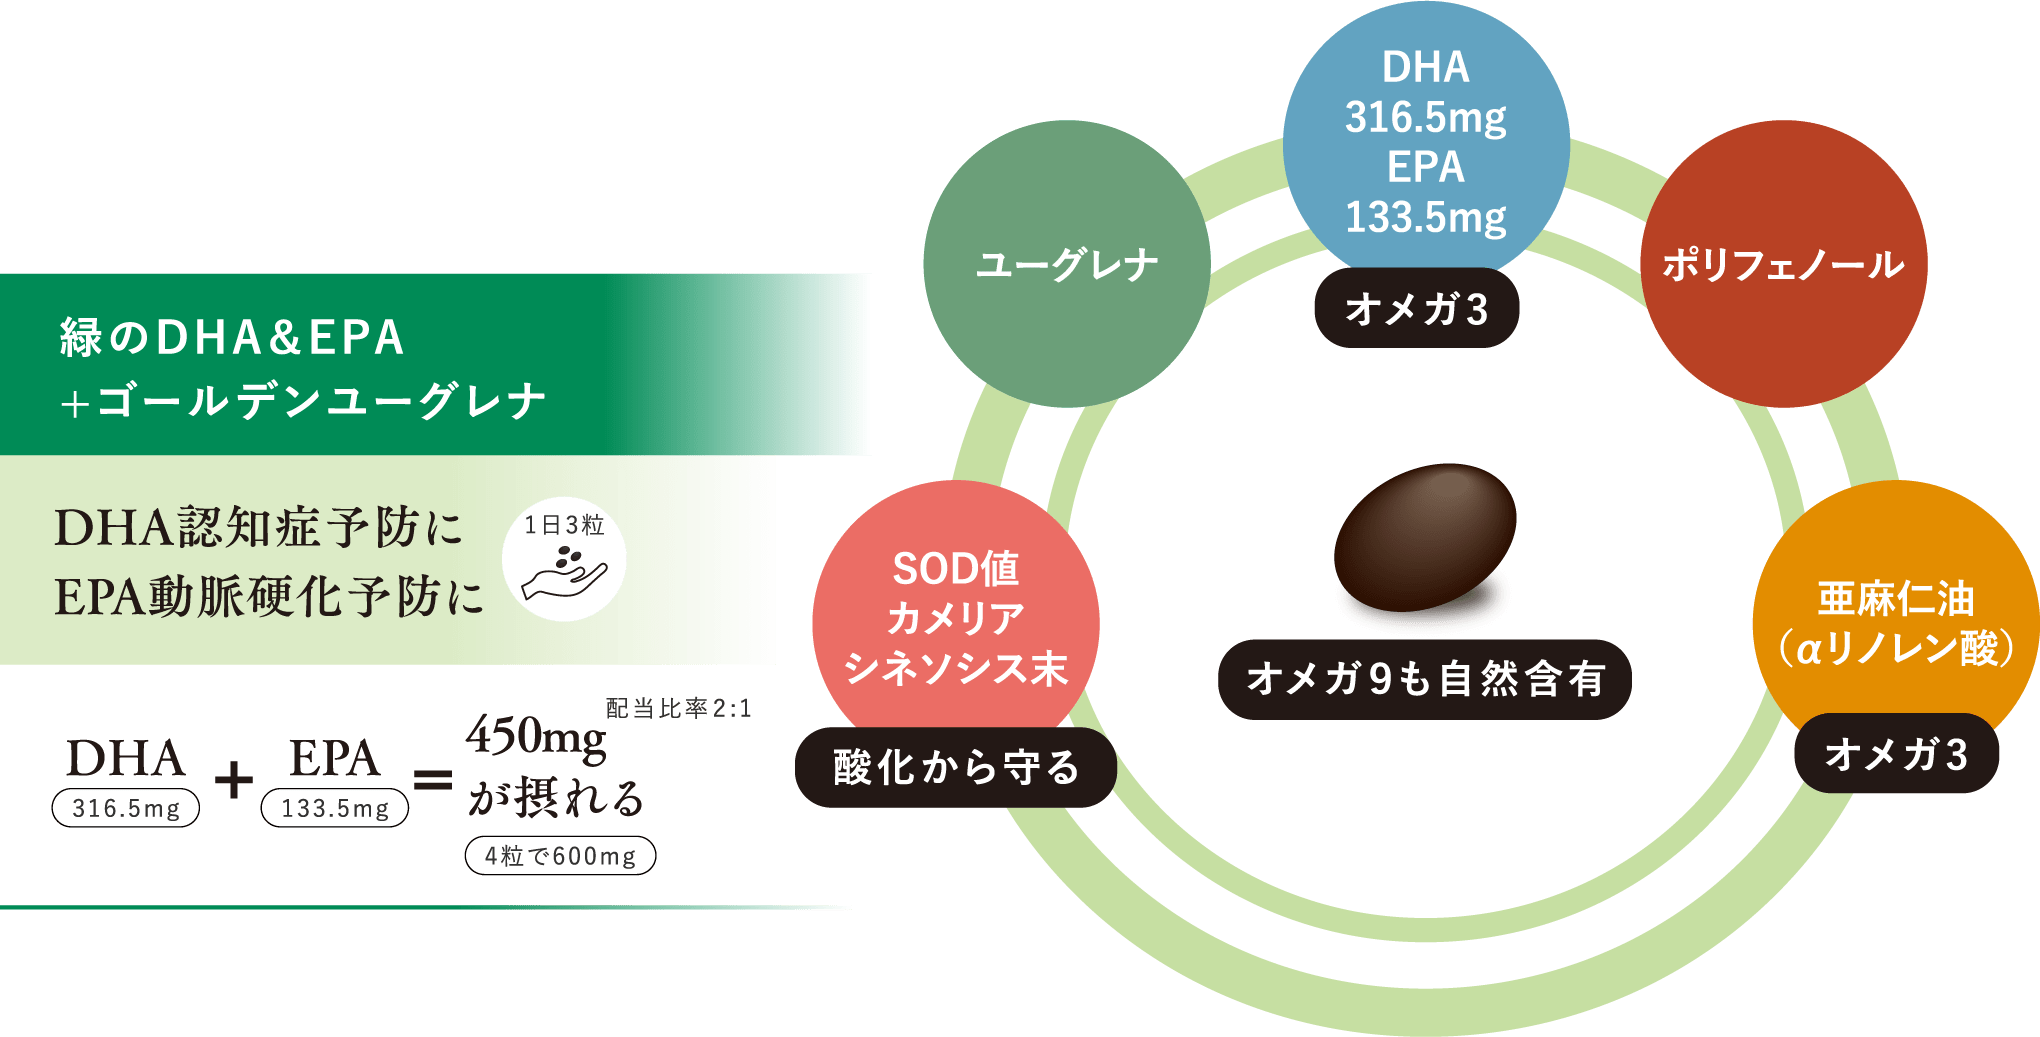 緑のDHA&EPA
+ゴールデンユーグレナ
DHA認知症予防に
EPA動脈硬化予防に
1日3粒
配当比率2:1
DHA + EPA = 450mg
316.5mg 133.5mg が摂れる
4粒で600mg
DHA
316.5mg
EPA
133.5mg
オメガ3
ユーグレナ
ポリフェノール
SOD値
カメリア
シネソシス末
酸化から守る
亜麻仁油
（αリノレン酸）
オメガ3
オメガ9も自然含有